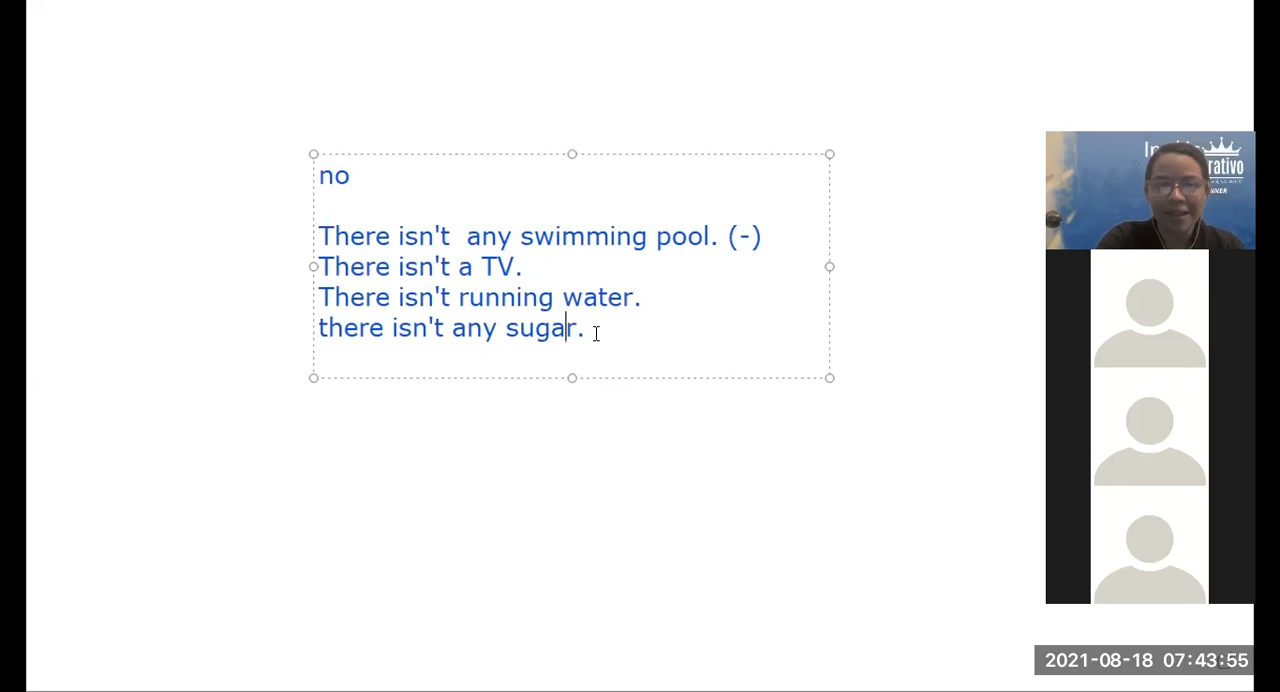 no
There isn't  any swimming pool. (-)
There isn't a TV.
There isn't running water.
there isn't any sugar.
2021-08-18 07:43:55